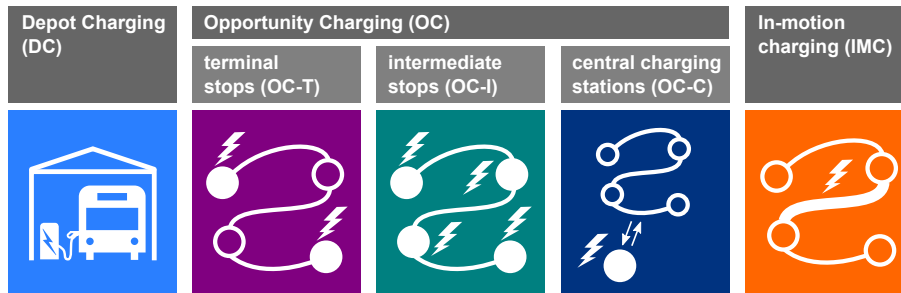 Depot Charging
(DC)
Opportunity Charging (OC)
terminal
stops (OC-T)
intermediate
stops (OC-I)
central charging
stations (OC-C)
In-motion
charging (IMC)